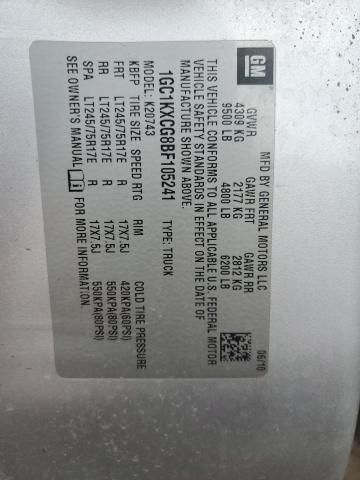 GM
MFD BY GENERAL MOTORS LLC 06/10
GVWR GAWR FRT GAWR RR
4309 KG 2177 KG 2812 KG
9500 LB 4800 LB 6200 LB
THIS VEHICLE CONFORMS TO ALL APPLICABLE U.S. FEDERAL MOTOR
VEHICLE SAFETY STANDARDS IN EFFECT ON THE DATE OF
MANUFACTURE SHOWN ABOVE.
1GC1KXCG8BF105241 TYPE: TRUCK
MODEL: K20743
KBFP TIRE SIZE SPEED RTG RIM COLD TIRE PRESSURE
FRT LT245/75R17E R 17X7.5J 420KPA(60PSI)
RR LT245/75R17E R 17X7.5J 550KPA(80PSI)
SPA LT245/75R17E R 17X7.5J 550KPA(80PSI)
SEE OWNER'S MANUAL i FOR MORE INFORMATION.